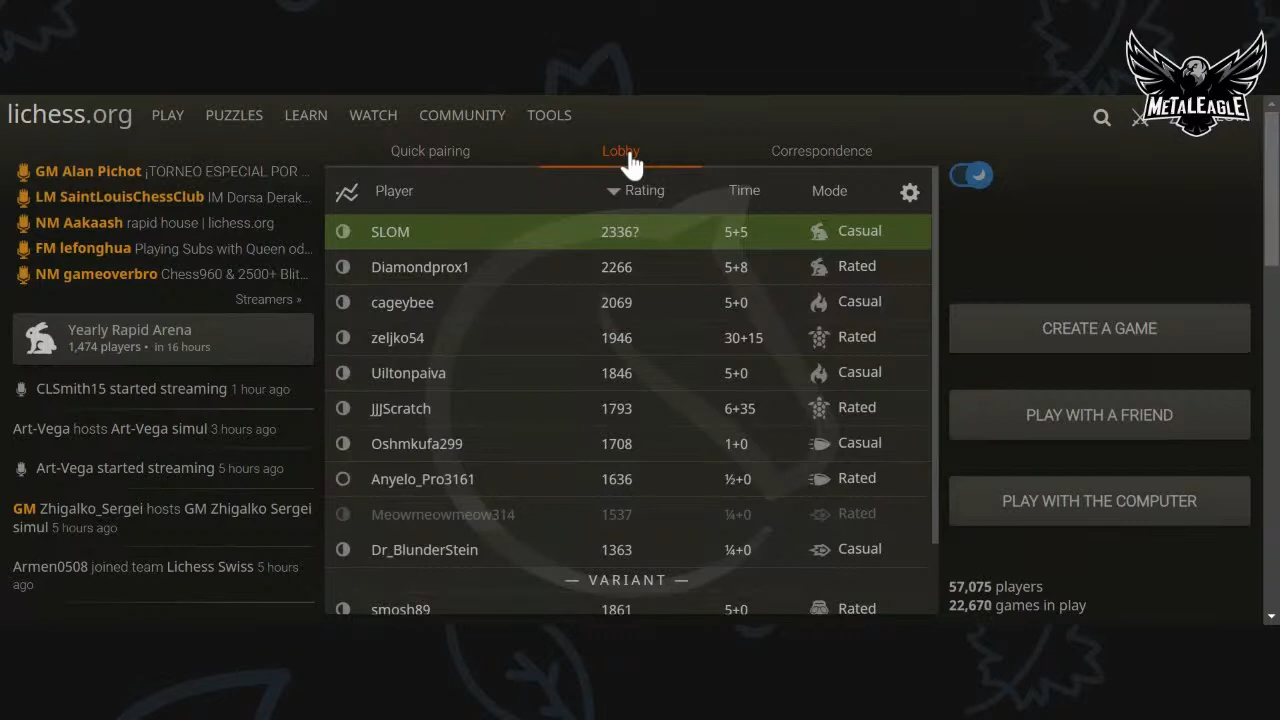 METALEAGLE
lichess.org PLAY PUZZLES LEARN WATCH COMMUNITY TOOLS
GM Alan Pichot ¡TORNEO ESPECIAL POR ...
LM SaintLouisChessClub IM Dorsa Derak...
NM Aakaash rapid house | lichess.org
FM lefonghua Playing Subs with Queen od...
NM gameoverbro Chess960 & 2500+ Blit...
Streamers »
Yearly Rapid Arena
1,474 players • in 16 hours
CLSmith15 started streaming 1 hour ago
Art-Vega hosts Art-Vega simul 3 hours ago
Art-Vega started streaming 5 hours ago
GM Zhigalko_Sergei hosts GM Zhigalko Sergei
simul 5 hours ago
Armen0508 joined team Lichess Swiss 5 hours
ago
Quick pairing Lobby Correspondence
Player Rating Time Mode
SLOM 2336? 5+5 Casual
Diamondprox1 2266 5+8 Rated
cageybee 2069 5+0 Casual
zeljko54 1946 30+15 Rated
Uiltonpaiva 1846 5+0 Casual
JJJScratch 1793 6+35 Rated
Oshmkufa299 1708 1+0 Casual
Anyelo_Pro3161 1636 ½+0 Rated
Meowmeowmeow314 1537 ¼+0 Rated
Dr_BlunderStein 1363 ¼+0 Casual
— VARIANT —
smosh89 1861 5+0 Rated
CREATE A GAME
PLAY WITH A FRIEND
PLAY WITH THE COMPUTER
57,075 players
22,670 games in play